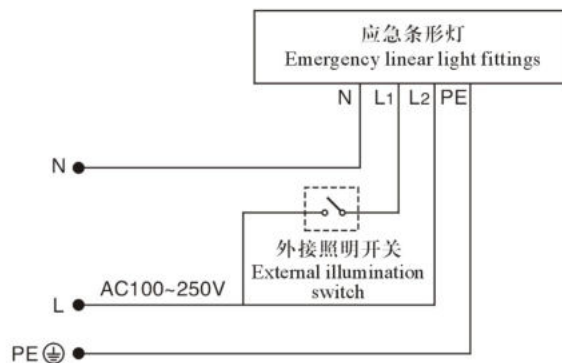 应急条形灯
Emergency linear light fittings
N L1 L2 PE
N
外接照明开关
External illumination
switch
AC100~250V
L
PE